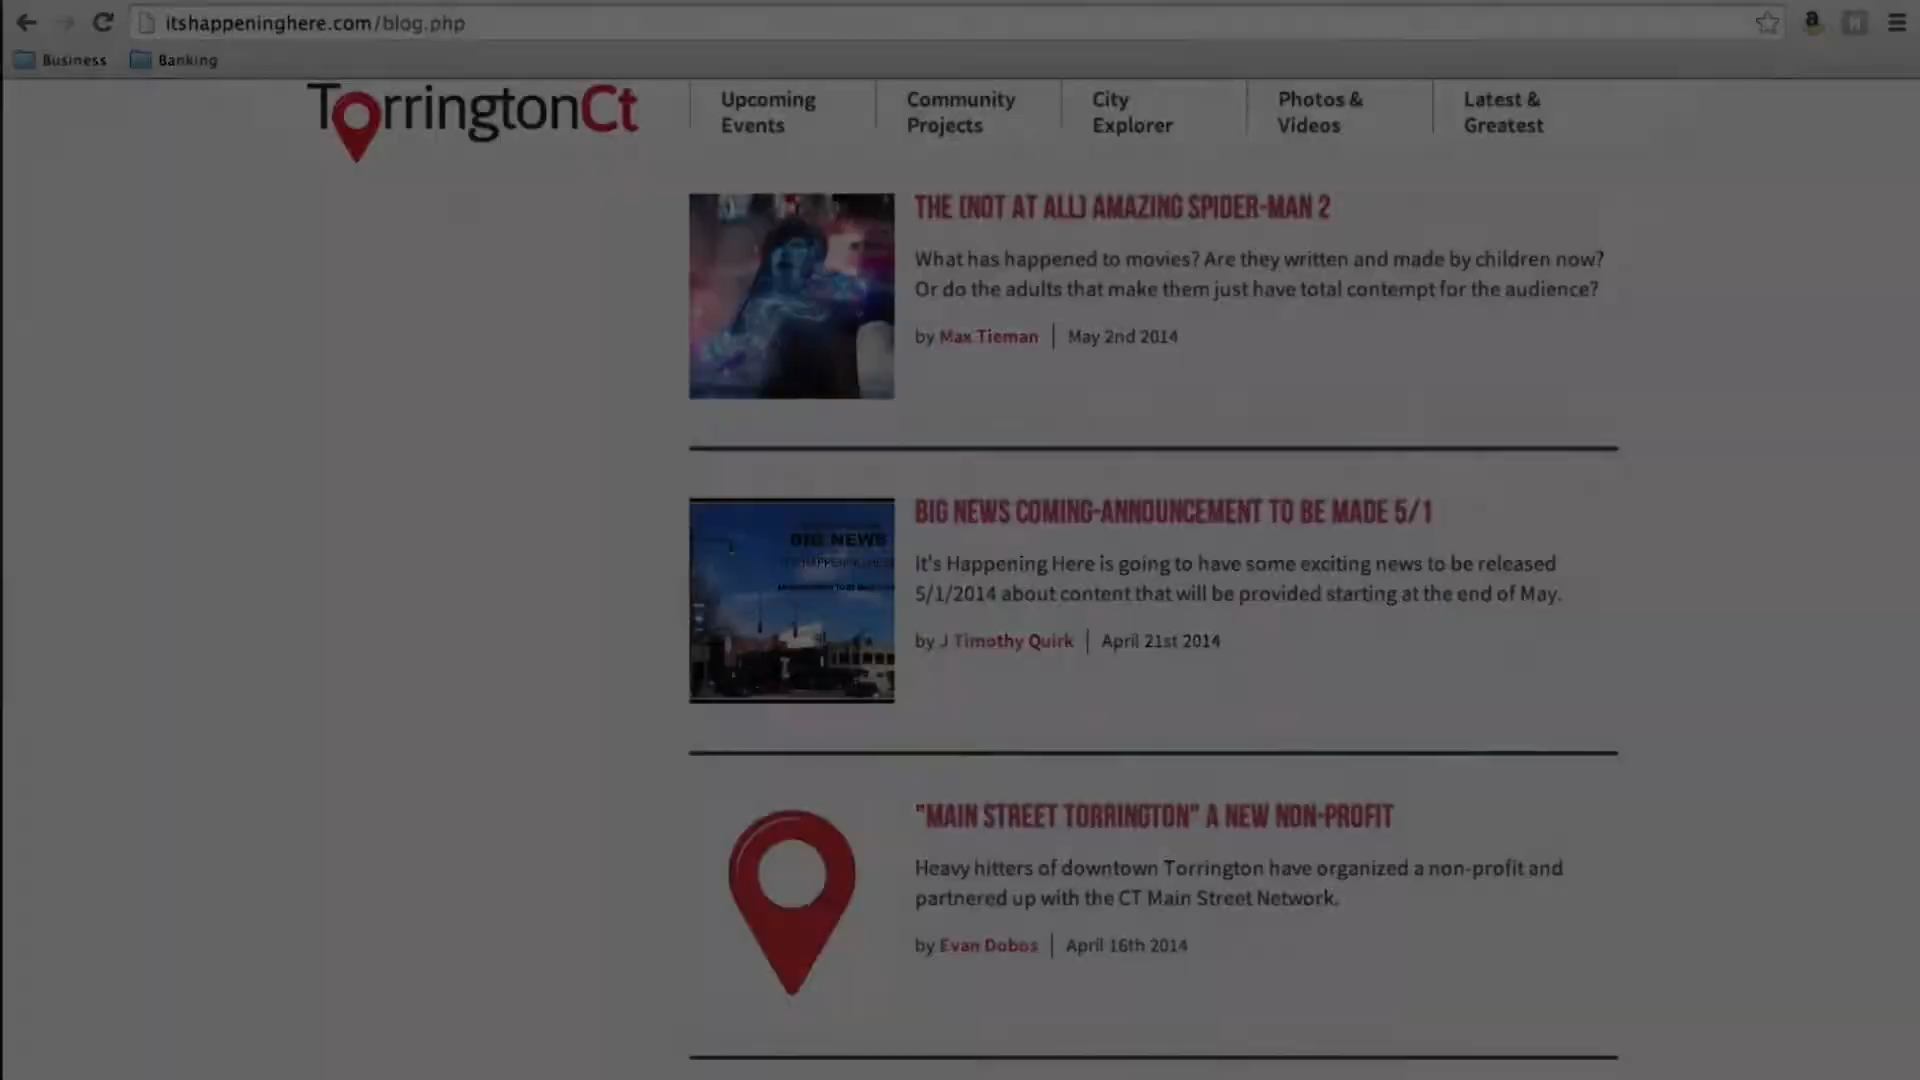 itshappeninghere.com/blog.php
Business Banking
TorringtonCt
Upcoming Events
Community Projects
City Explorer
Photos & Videos
Latest & Greatest
THE (NOT AT ALL) AMAZING SPIDER-MAN 2
What has happened to movies? Are they written and made by children now?
Or do the adults that make them just have total contempt for the audience?
by Max Tieman | May 2nd 2014
BIG NEWS
BIG NEWS COMING-ANNOUNCEMENT TO BE MADE 5/1
It's Happening Here is going to have some exciting news to be released
5/1/2014 about content that will be provided starting at the end of May.
by J Timothy Quirk | April 21st 2014
"MAIN STREET TORRINGTON" A NEW NON-PROFIT
Heavy hitters of downtown Torrington have organized a non-profit and
partnered up with the CT Main Street Network.
by Evan Dobos | April 16th 2014